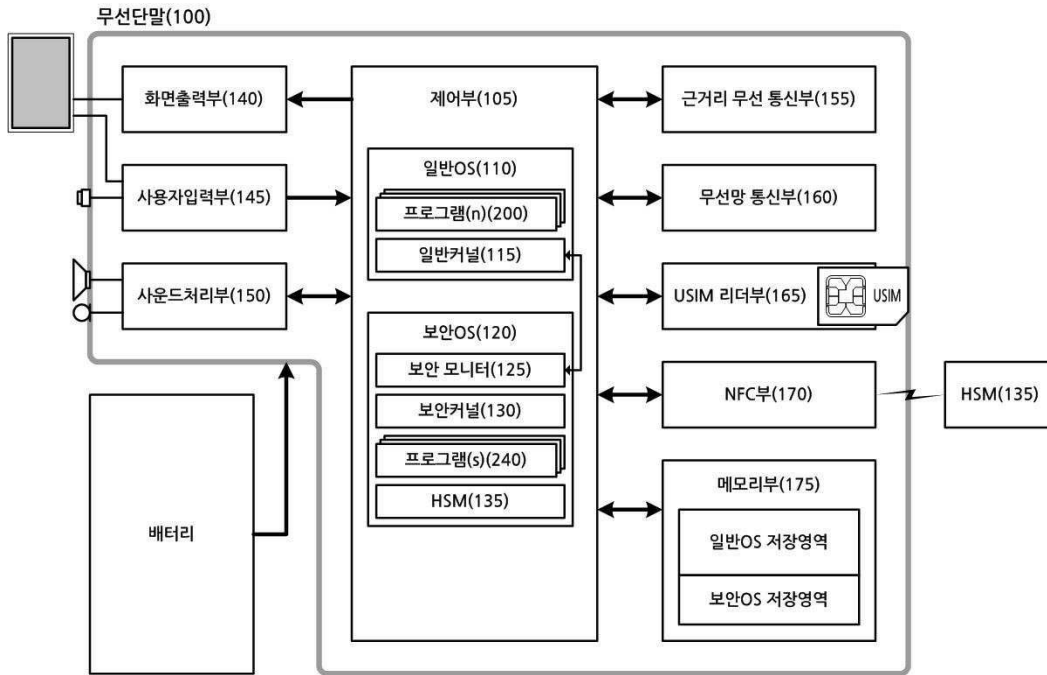 무선단말(100)
화면출력부(140)
사용자입력부(145)
사운드처리부(150)
배터리
제어부(105)
일반OS(110)
프로그램(n)(200)
일반커널(115)
보안OS(120)
보안 모니터(125)
보안커널(130)
프로그램(s)(240)
HSM(135)
근거리 무선 통신부(155)
무선망 통신부(160)
USIM 리더부(165)
USIM
NFC부(170)
HSM(135)
메모리부(175)
일반OS 저장영역
보안OS 저장영역